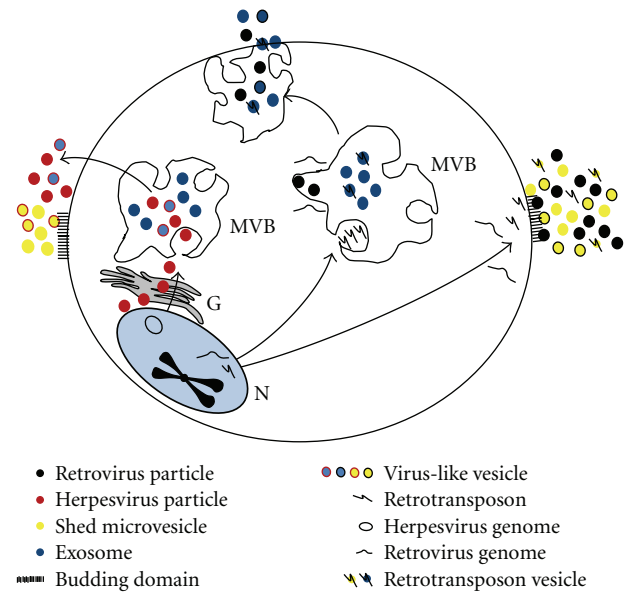 MVB
MVB
G
N
Retrovirus particle
Herpesvirus particle
Shed microvesicle
Exosome
Budding domain
Virus-like vesicle
Retrotransposon
Herpesvirus genome
Retrovirus genome
Retrotransposon vesicle